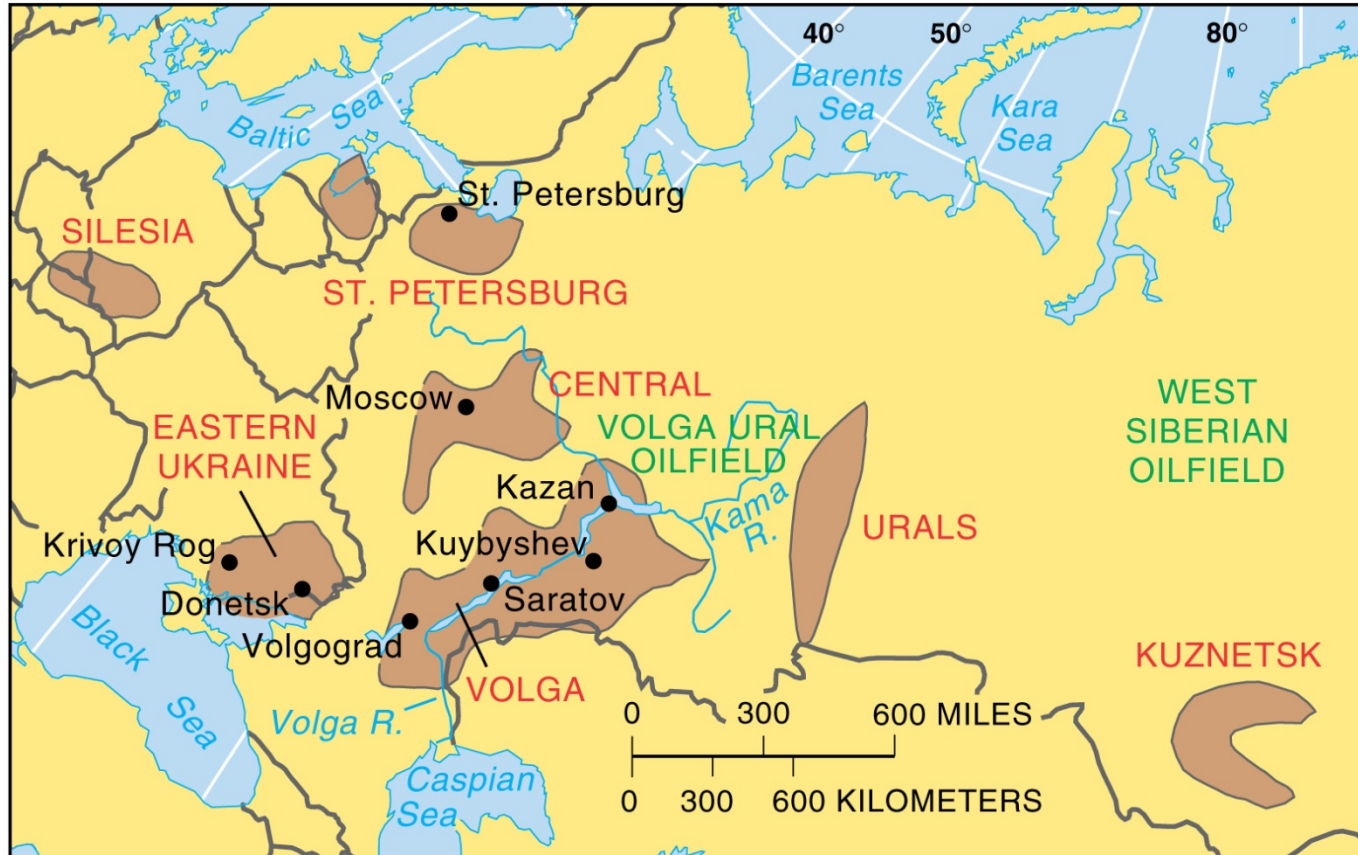 40°
50°
80°
Barents
Sea
Kara
Sea
Baltic Sea
St. Petersburg
SILESIA
ST. PETERSBURG
CENTRAL
Moscow
VOLGA URAL
OILFIELD
WEST
SIBERIAN
OILFIELD
EASTERN
UKRAINE
Kazan
Kama
R.
URALS
Krivoy Rog
Kuybyshev
Donetsk
Saratov
Volgograd
Black
Sea
VOLGA
KUZNETSK
Volga R.
0 300 600 MILES
0 300 600 KILOMETERS
Caspian
Sea